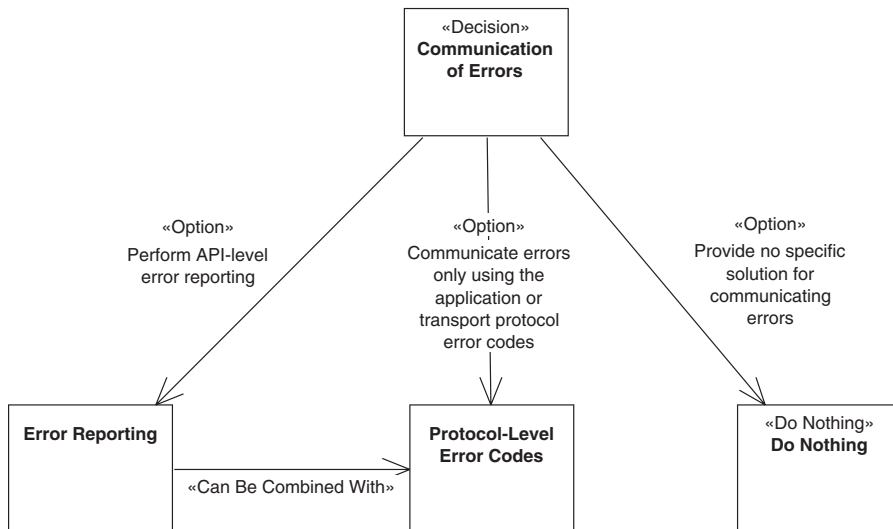 «Decision»
Communication
of Errors
«Option»
Perform API-level
error reporting
«Option»
Communicate errors
only using the
application or
transport protocol
error codes
«Option»
Provide no specific
solution for
communicating
errors
Error Reporting
«Can Be Combined With»
Protocol-Level
Error Codes
«Do Nothing»
Do Nothing